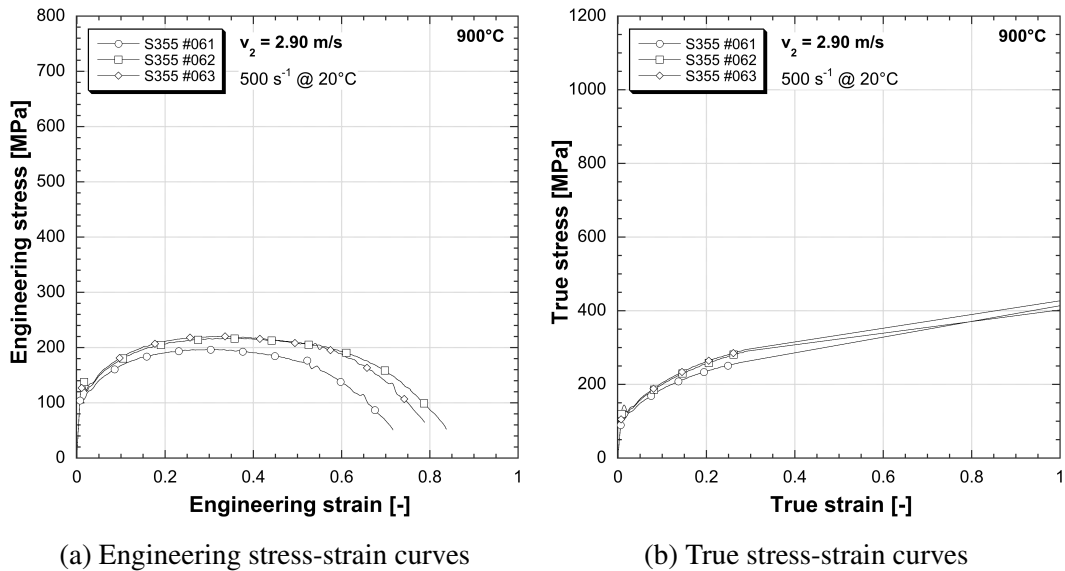 Engineering stress [MPa]
800
700
600
500
400
300
200
100
0
S355 #061
S355 #062
S355 #063
v2 = 2.90 m/s
500 s-1 @ 20°C
900°C
0 0.2 0.4 0.6 0.8 1
Engineering strain [-]
(a) Engineering stress-strain curves
True stress [MPa]
1200
1000
800
600
400
200
0
S355 #061
S355 #062
S355 #063
v2 = 2.90 m/s
500 s-1 @ 20°C
900°C
0 0.2 0.4 0.6 0.8 1
True strain [-]
(b) True stress-strain curves